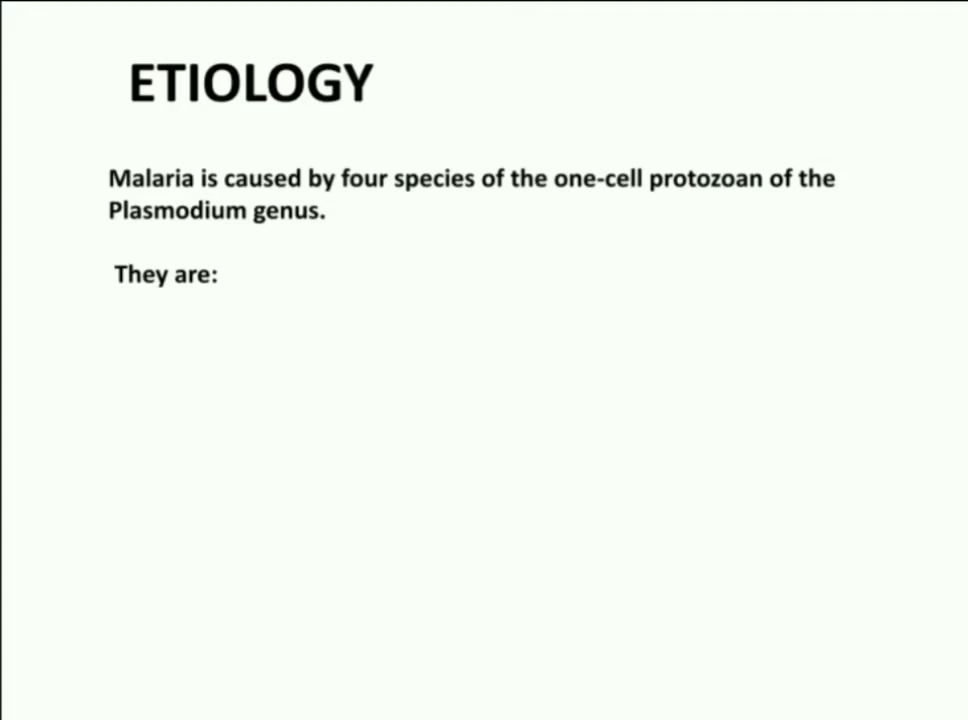 ETIOLOGY
Malaria is caused by four species of the one-cell protozoan of the
Plasmodium genus.
They are: